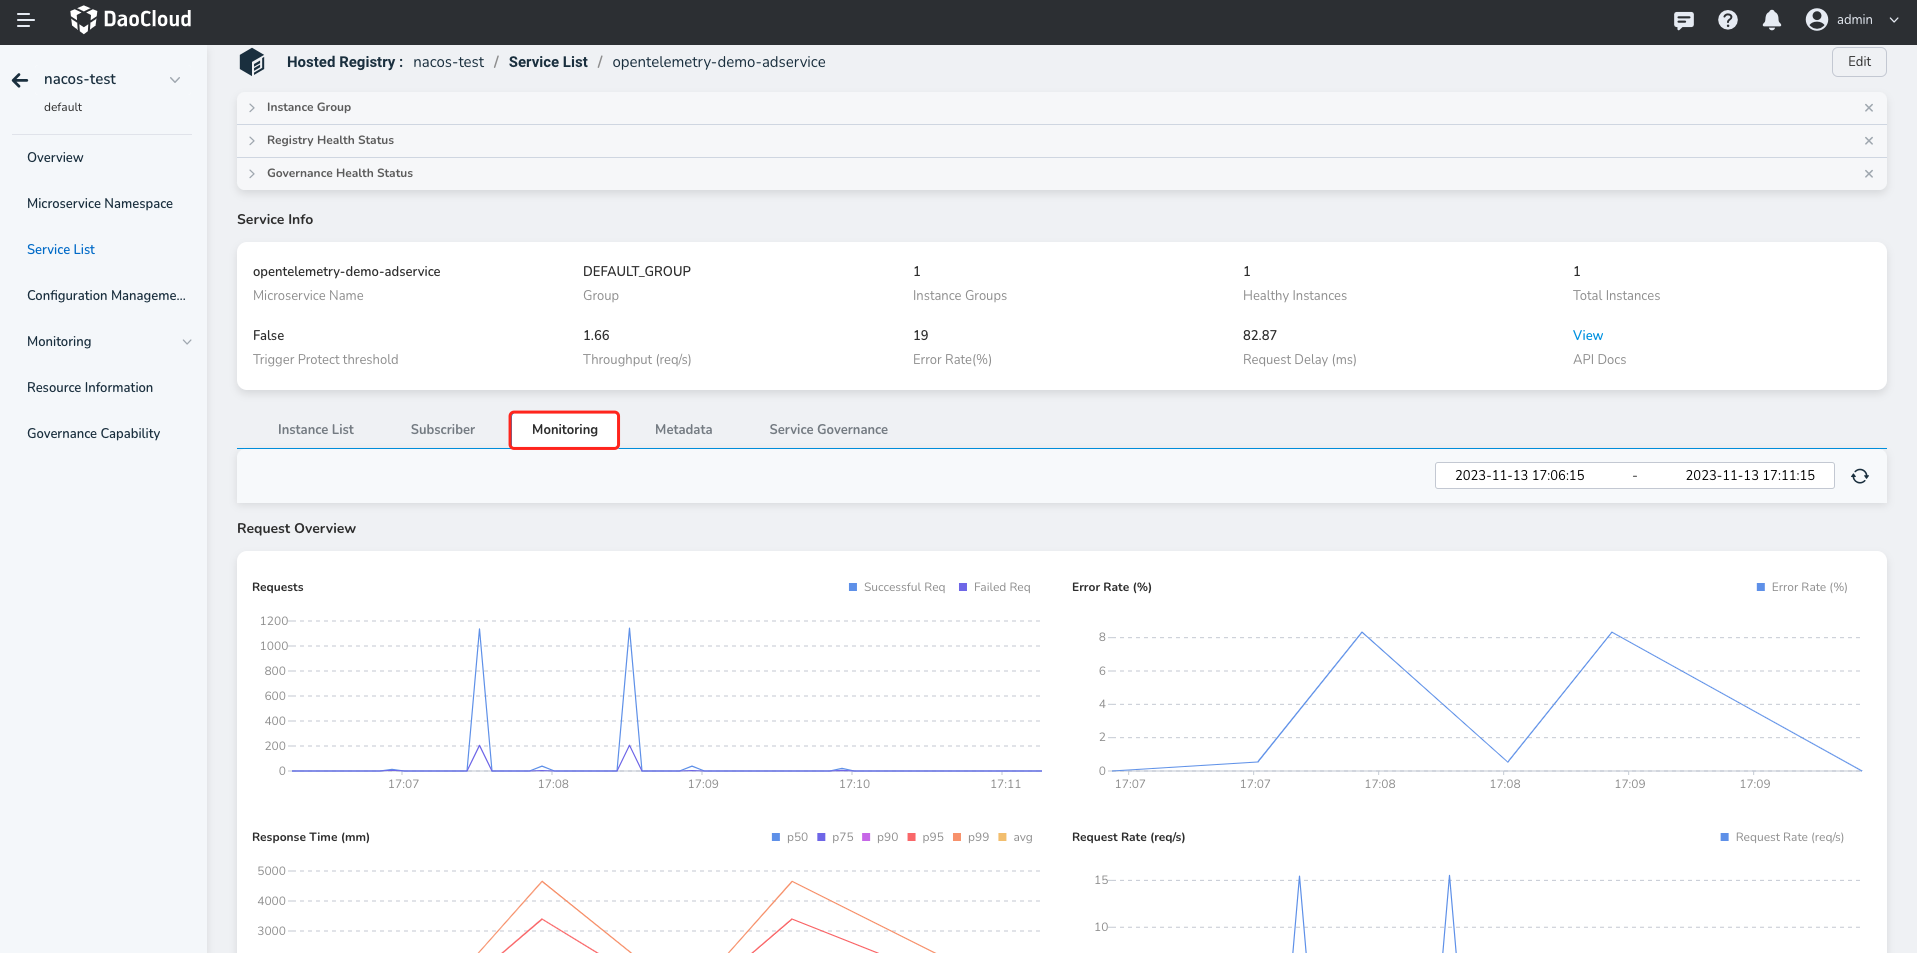 DaoCloud
admin
nacos-test
default
Overview
Microservice Namespace
Service List
Configuration Manageme...
Monitoring
Resource Information
Governance Capability
Hosted Registry : nacos-test / Service List / opentelemetry-demo-adservice
Edit
Instance Group
Registry Health Status
Governance Health Status
Service Info
opentelemetry-demo-adservice DEFAULT_GROUP 1 1 1
Microservice Name Group Instance Groups Healthy Instances Total Instances
False 1.66 19 82.87 View
Trigger Protect threshold Throughput (req/s) Error Rate(%) Request Delay (ms) API Docs
Instance List Subscriber Monitoring Metadata Service Governance
2023-11-13 17:06:15 - 2023-11-13 17:11:15
Request Overview
Requests
Successful Req Failed Req
1200
1000
800
600
400
200
0
17:07 17:08 17:09 17:10 17:11
Error Rate (%)
Error Rate (%)
8
6
4
2
0
17:07 17:07 17:08 17:08 17:09 17:09
Response Time (mm)
p50 p75 p90 p95 p99 avg
5000
4000
3000
Request Rate (req/s)
Request Rate (req/s)
15
10